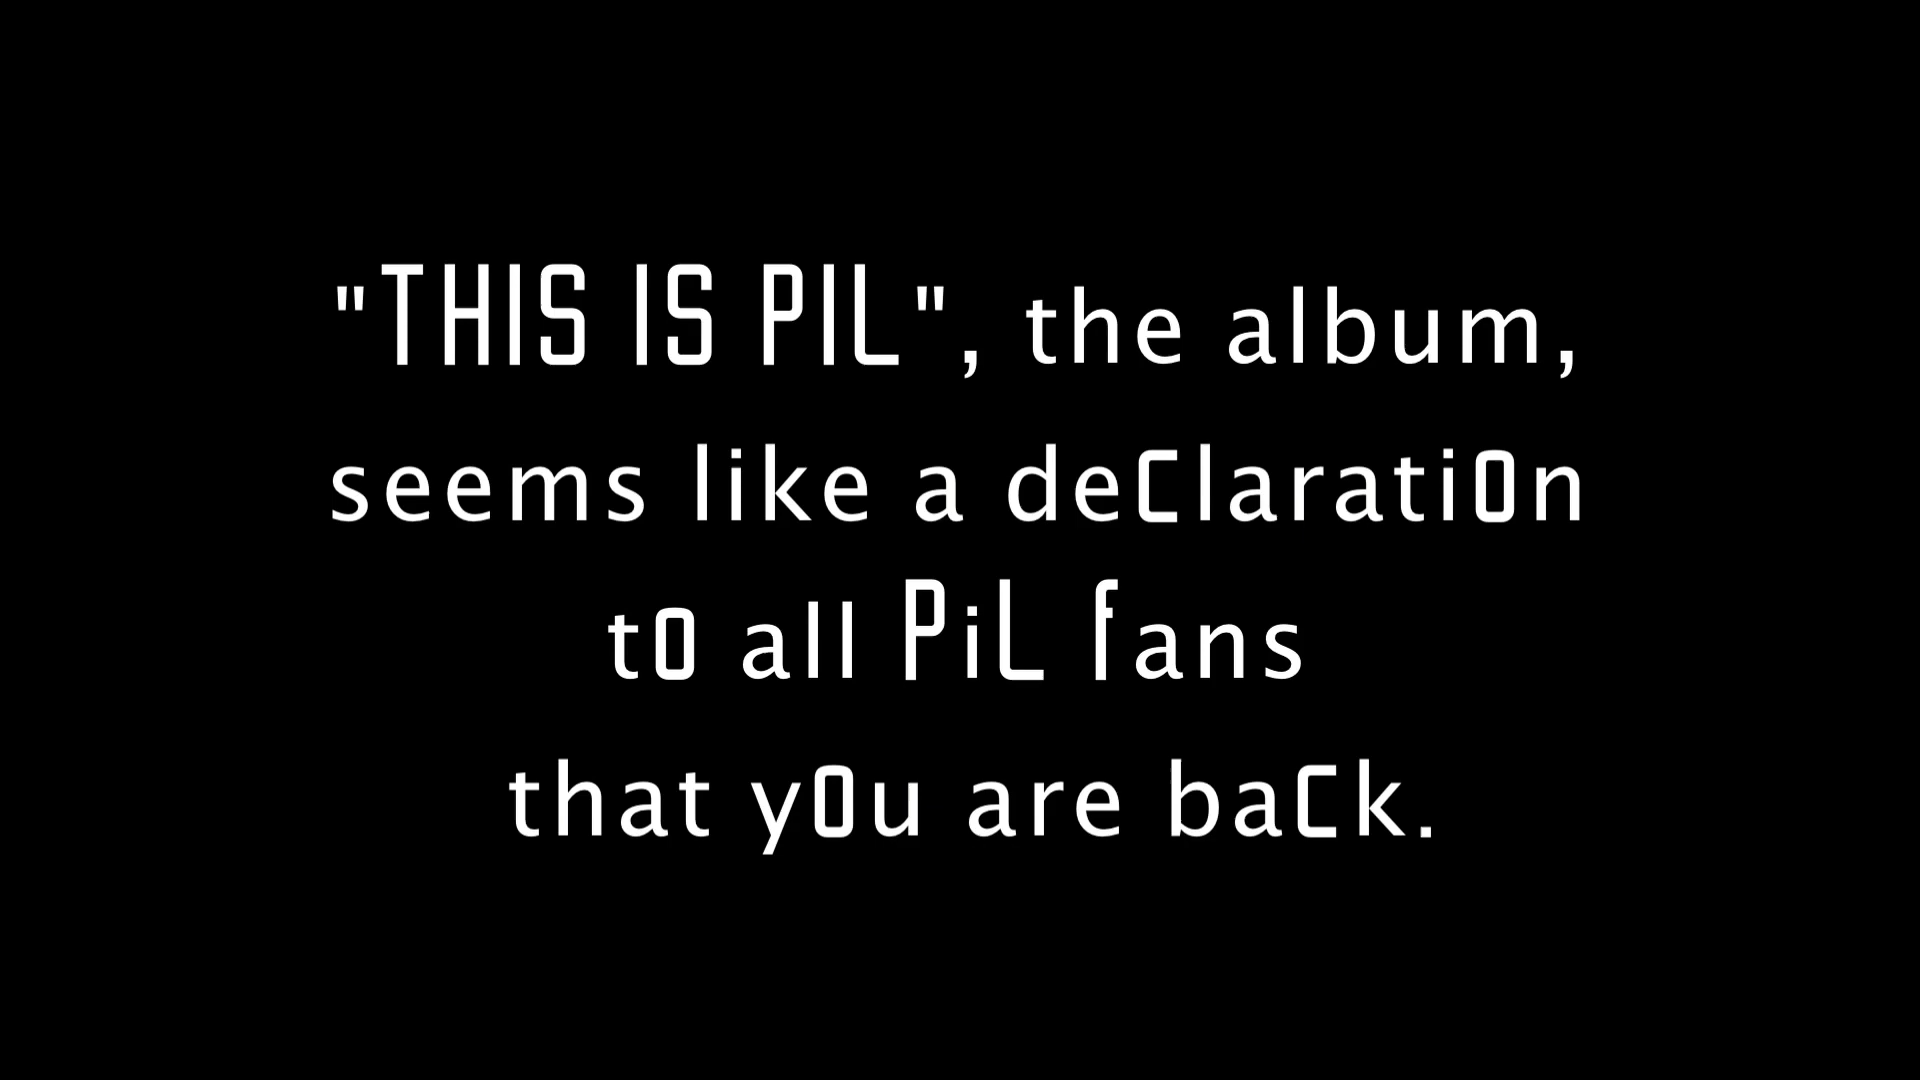 "THIS IS PIL", the album,
seems like a deClaratiOn
tO all PiL fans
that yOu are baCk.